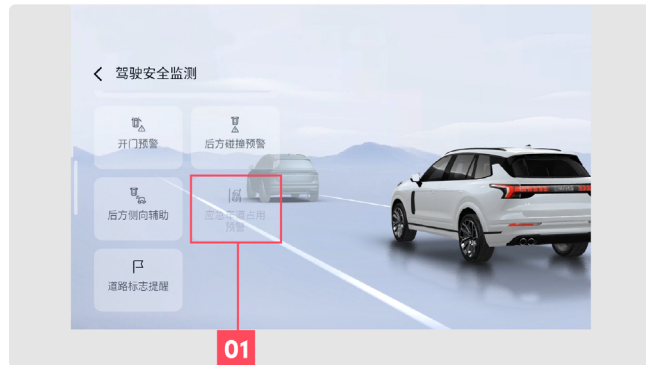 驾驶安全监测
开门预警
后方碰撞预警
后方侧向辅助
应急车道占用
预警
道路标志提醒
01